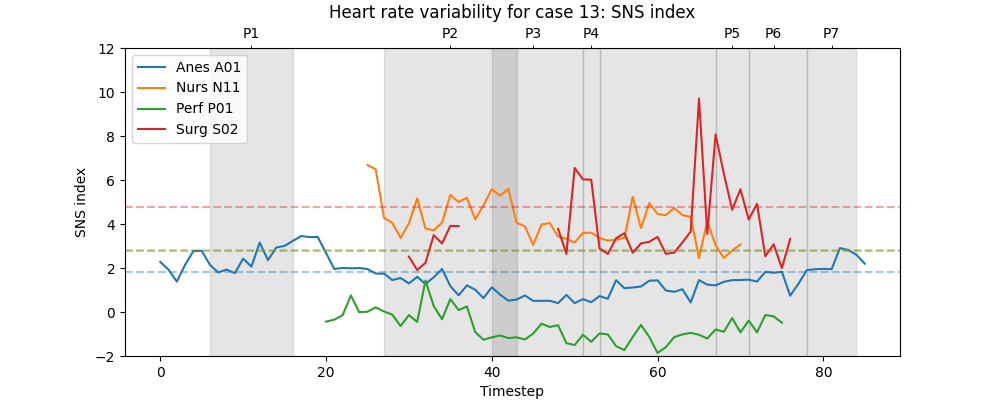 Heart rate variability for case 13: SNS index
P1 P2 P3 P4 P5 P6 P7
Anes A01
Nurs N11
Perf P01
Surg S02
SNS index
12
10
8
6
4
2
0
−2
0 20 40 60 80
Timestep